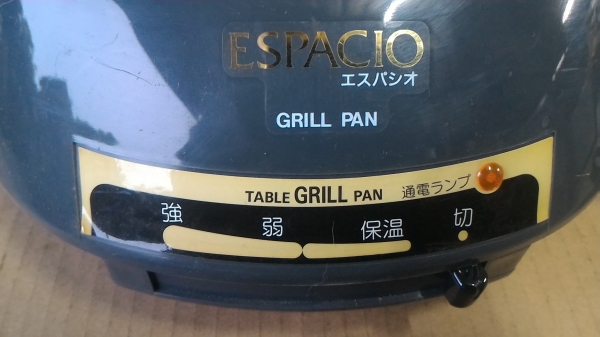 ESPACIO
エスパシオ
GRILL PAN
TABLE GRILL PAN 通電ランプ
強 弱 保温 切